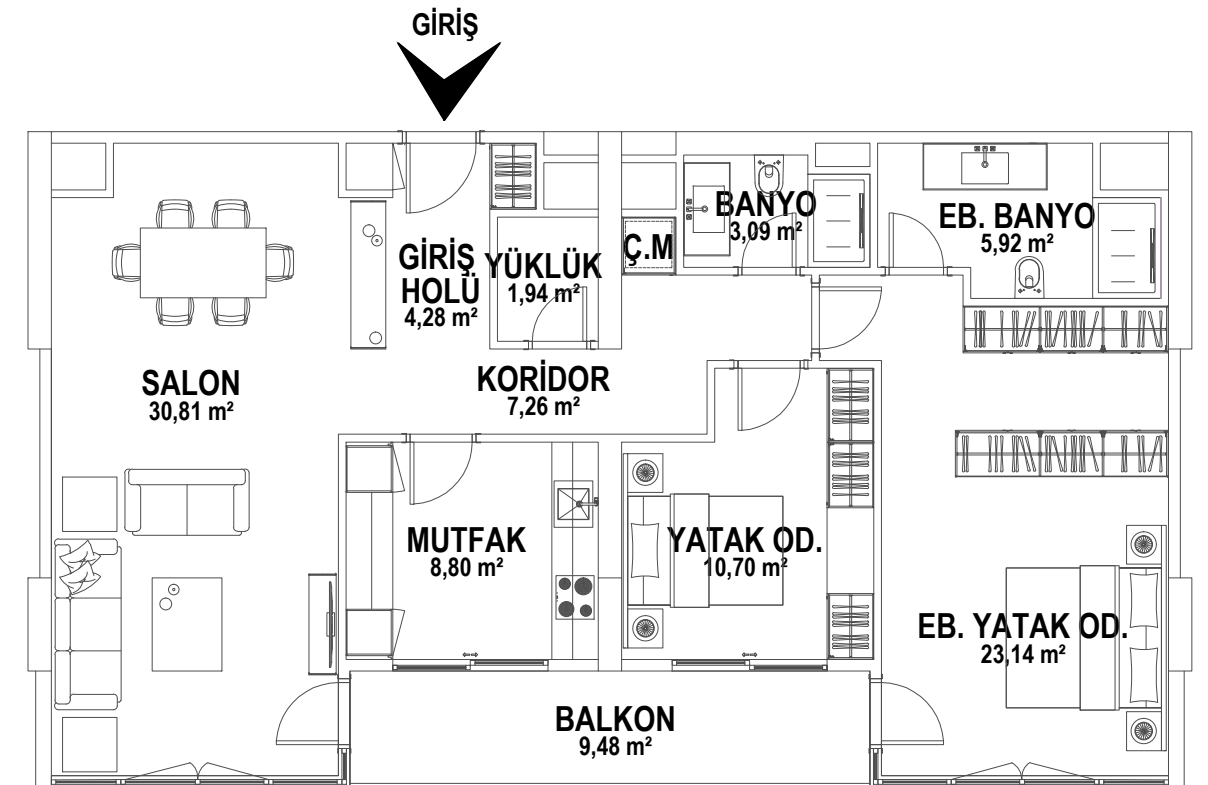 GİRİŞ
BANYO
3,09 m²
EB. BANYO
5,92 m²
Ç.M
GİRİŞ
HOLÜ
4,28 m²
YÜKLÜK
1,94 m²
SALON
30,81 m²
KORİDOR
7,26 m²
MUTFAK
8,80 m²
YATAK OD.
10,70 m²
EB. YATAK OD.
23,14 m²
BALKON
9,48 m²